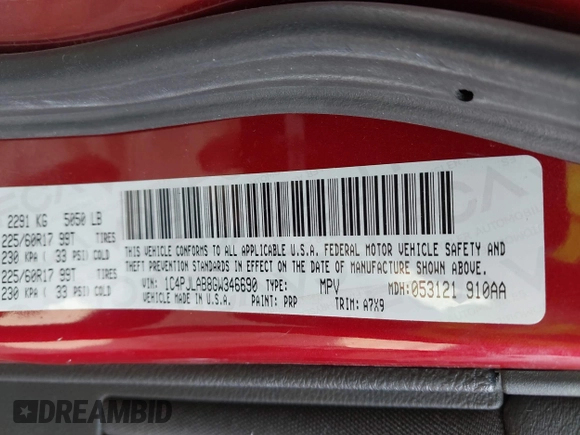 2291 KG 5050 LB
225/60R17 99T TIRES
230 KPA ( 33 PSI) COLD
225/60R17 99T TIRES
230 KPA ( 33 PSI) COLD
THIS VEHICLE CONFORMS TO ALL APPLICABLE U.S.A. FEDERAL MOTOR VEHICLE SAFETY AND
THEFT PREVENTION STANDARDS IN EFFECT ON THE DATE OF MANUFACTURE SHOWN ABOVE.
VIN: 1C4PJLAB8GW346690 TYPE: MPV MDH: 053121 910AA
VEHICLE MADE IN U.S.A. PAINT: PRP TRIM: A7X9
DREAMBID